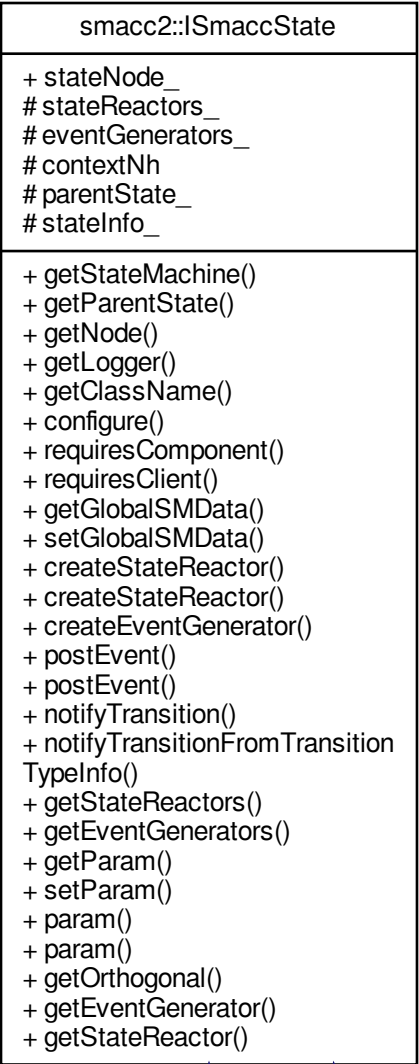 smacc2::ISmaccState
+ stateNode_
# stateReactors_
# eventGenerators_
# contextNh
# parentState_
# stateInfo_
+ getStateMachine()
+ getParentState()
+ getNode()
+ getLogger()
+ getClassName()
+ configure()
+ requiresComponent()
+ requiresClient()
+ getGlobalSMData()
+ setGlobalSMData()
+ createStateReactor()
+ createStateReactor()
+ createEventGenerator()
+ postEvent()
+ postEvent()
+ notifyTransition()
+ notifyTransitionFromTransition
TypeInfo()
+ getStateReactors()
+ getEventGenerators()
+ getParam()
+ setParam()
+ param()
+ param()
+ getOrthogonal()
+ getEventGenerator()
+ getStateReactor()